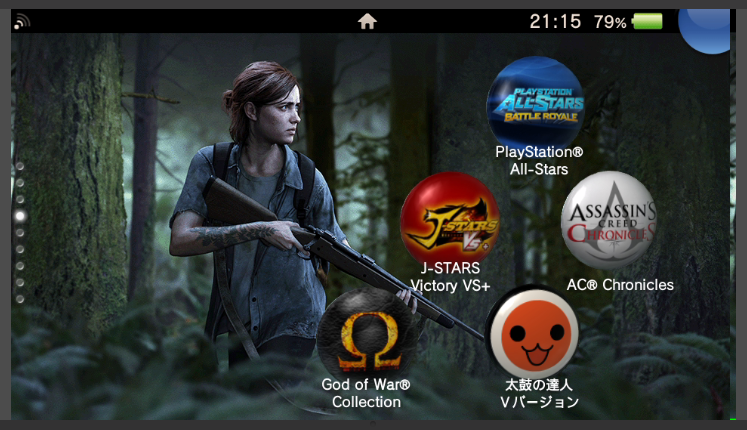 21:15 79%
PLAYSTATION
ALL-STARS
BATTLE ROYALE
PlayStation®
All-Stars
J-STARS
VS+
J-STARS
Victory VS+
ASSASSIN'S
CREED
CHRONICLES
AC® Chronicles
Ω
God of War®
Collection
太鼓の達人
Vバージョン